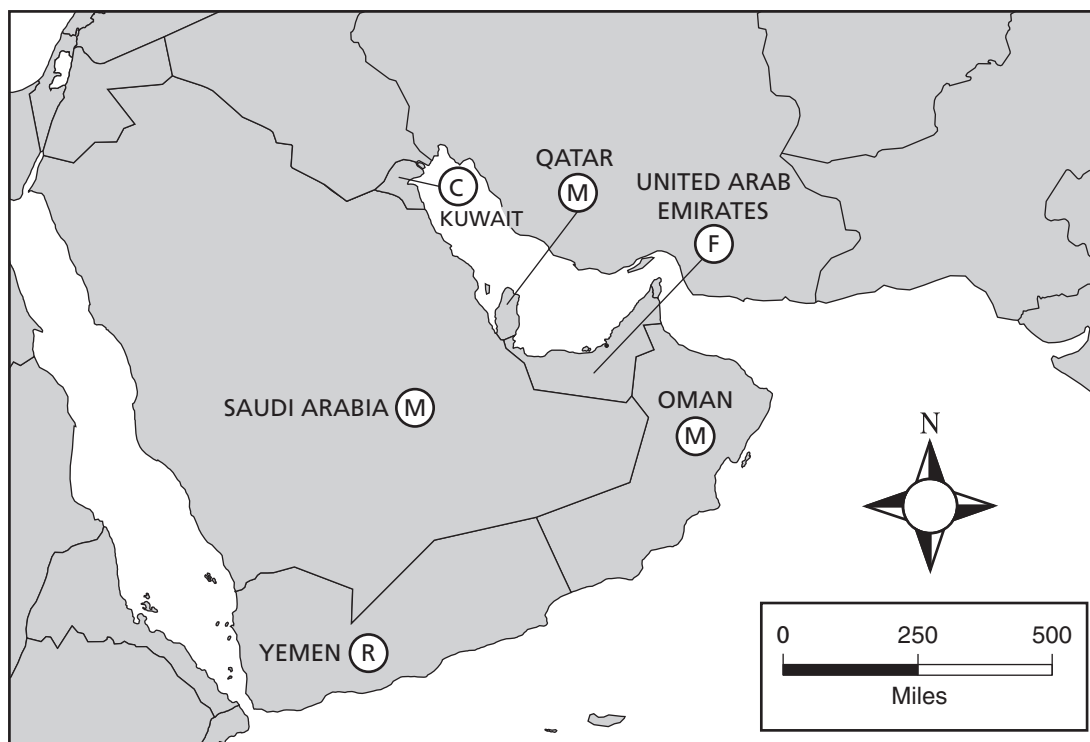 QATAR
M
UNITED ARAB
EMIRATES
F
C
KUWAIT
SAUDI ARABIA M
OMAN
M
N
YEMEN R
0 250 500
Miles